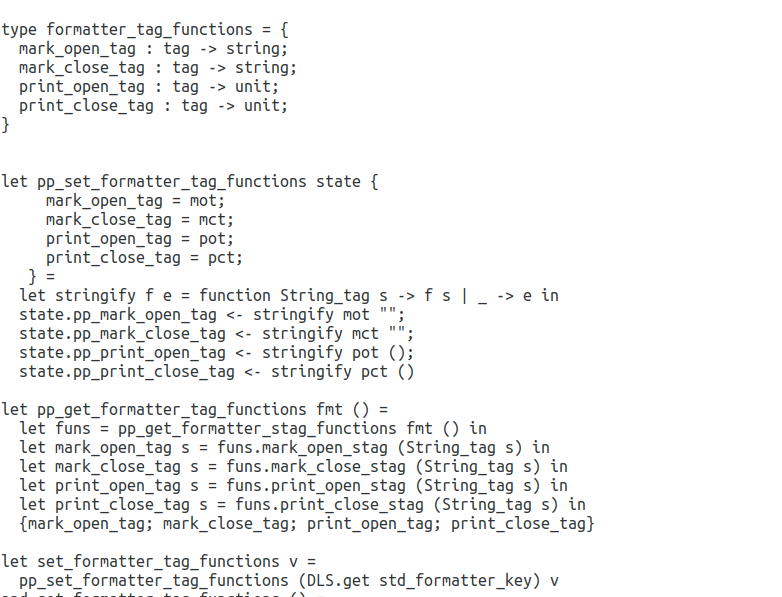 type formatter_tag_functions = {
  mark_open_tag : tag -> string;
  mark_close_tag : tag -> string;
  print_open_tag : tag -> unit;
  print_close_tag : tag -> unit;
}
let pp_set_formatter_tag_functions state {
     mark_open_tag = mot;
     mark_close_tag = mct;
     print_open_tag = pot;
     print_close_tag = pct;
   } =
  let stringify f e = function String_tag s -> f s | _ -> e in
  state.pp_mark_open_tag <- stringify mot "";
  state.pp_mark_close_tag <- stringify mct "";
  state.pp_print_open_tag <- stringify pot ();
  state.pp_print_close_tag <- stringify pct ()
let pp_get_formatter_tag_functions fmt () =
  let funs = pp_get_formatter_stag_functions fmt () in
  let mark_open_tag s = funs.mark_open_stag (String_tag s) in
  let mark_close_tag s = funs.mark_close_stag (String_tag s) in
  let print_open_tag s = funs.print_open_stag (String_tag s) in
  let print_close_tag s = funs.print_close_stag (String_tag s) in
  {mark_open_tag; mark_close_tag; print_open_tag; print_close_tag}
let set_formatter_tag_functions v =
  pp_set_formatter_tag_functions (DLS.get std_formatter_key) v